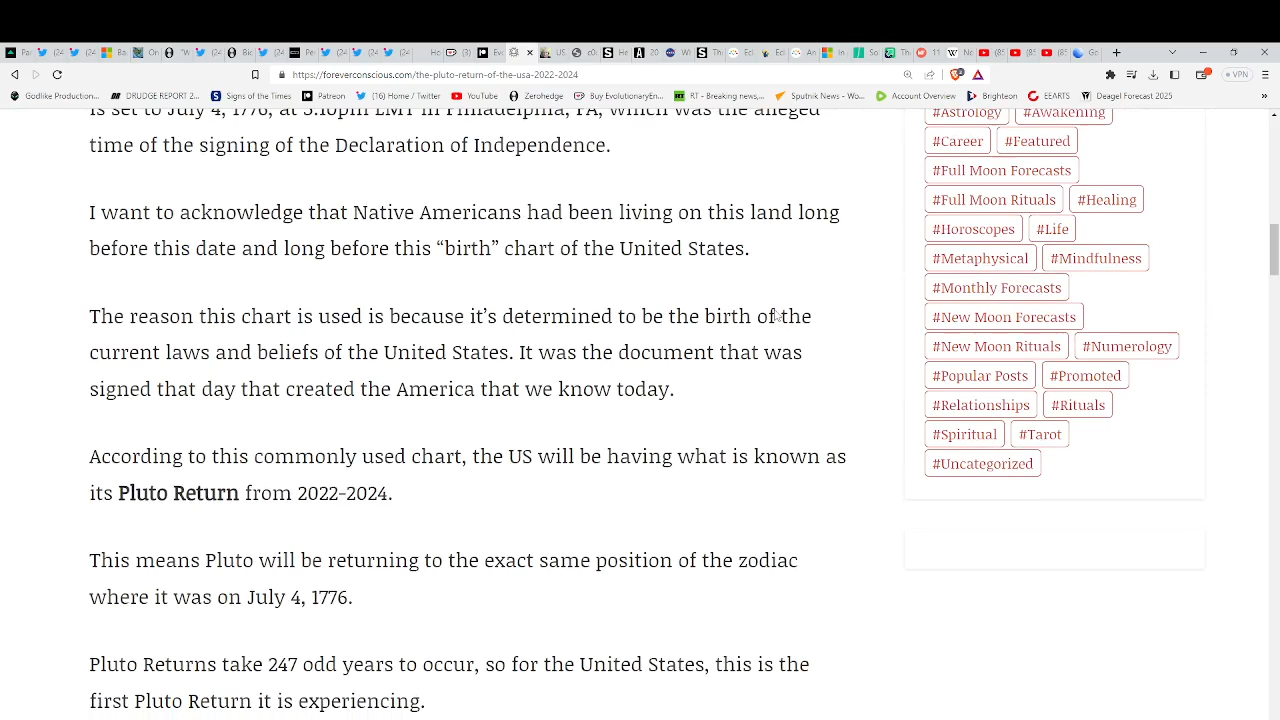 https://foreverconscious.com/the-pluto-return-of-the-usa-2022-2024
VPN
Godlike Production...
DRUDGE REPORT 2...
Signs of the Times
Patreon
(16) Home / Twitter
YouTube
Zerohedge
Buy EvolutionaryEn...
RT - Breaking news,...
Sputnik News - Wo...
Account Overview
Brighteon
EEARTS
Deagel Forecast 2025
is set to July 4, 1776, at 5:10pm LMT in Philadelphia, PA, which was the alleged
time of the signing of the Declaration of Independence.
I want to acknowledge that Native Americans had been living on this land long
before this date and long before this “birth” chart of the United States.
The reason this chart is used is because it’s determined to be the birth of the
current laws and beliefs of the United States. It was the document that was
signed that day that created the America that we know today.
According to this commonly used chart, the US will be having what is known as
its Pluto Return from 2022-2024.
This means Pluto will be returning to the exact same position of the zodiac
where it was on July 4, 1776.
Pluto Returns take 247 odd years to occur, so for the United States, this is the
first Pluto Return it is experiencing.
#Astrology #Awakening
#Career #Featured
#Full Moon Forecasts
#Full Moon Rituals #Healing
#Horoscopes #Life
#Metaphysical #Mindfulness
#Monthly Forecasts
#New Moon Forecasts
#New Moon Rituals #Numerology
#Popular Posts #Promoted
#Relationships #Rituals
#Spiritual #Tarot
#Uncategorized